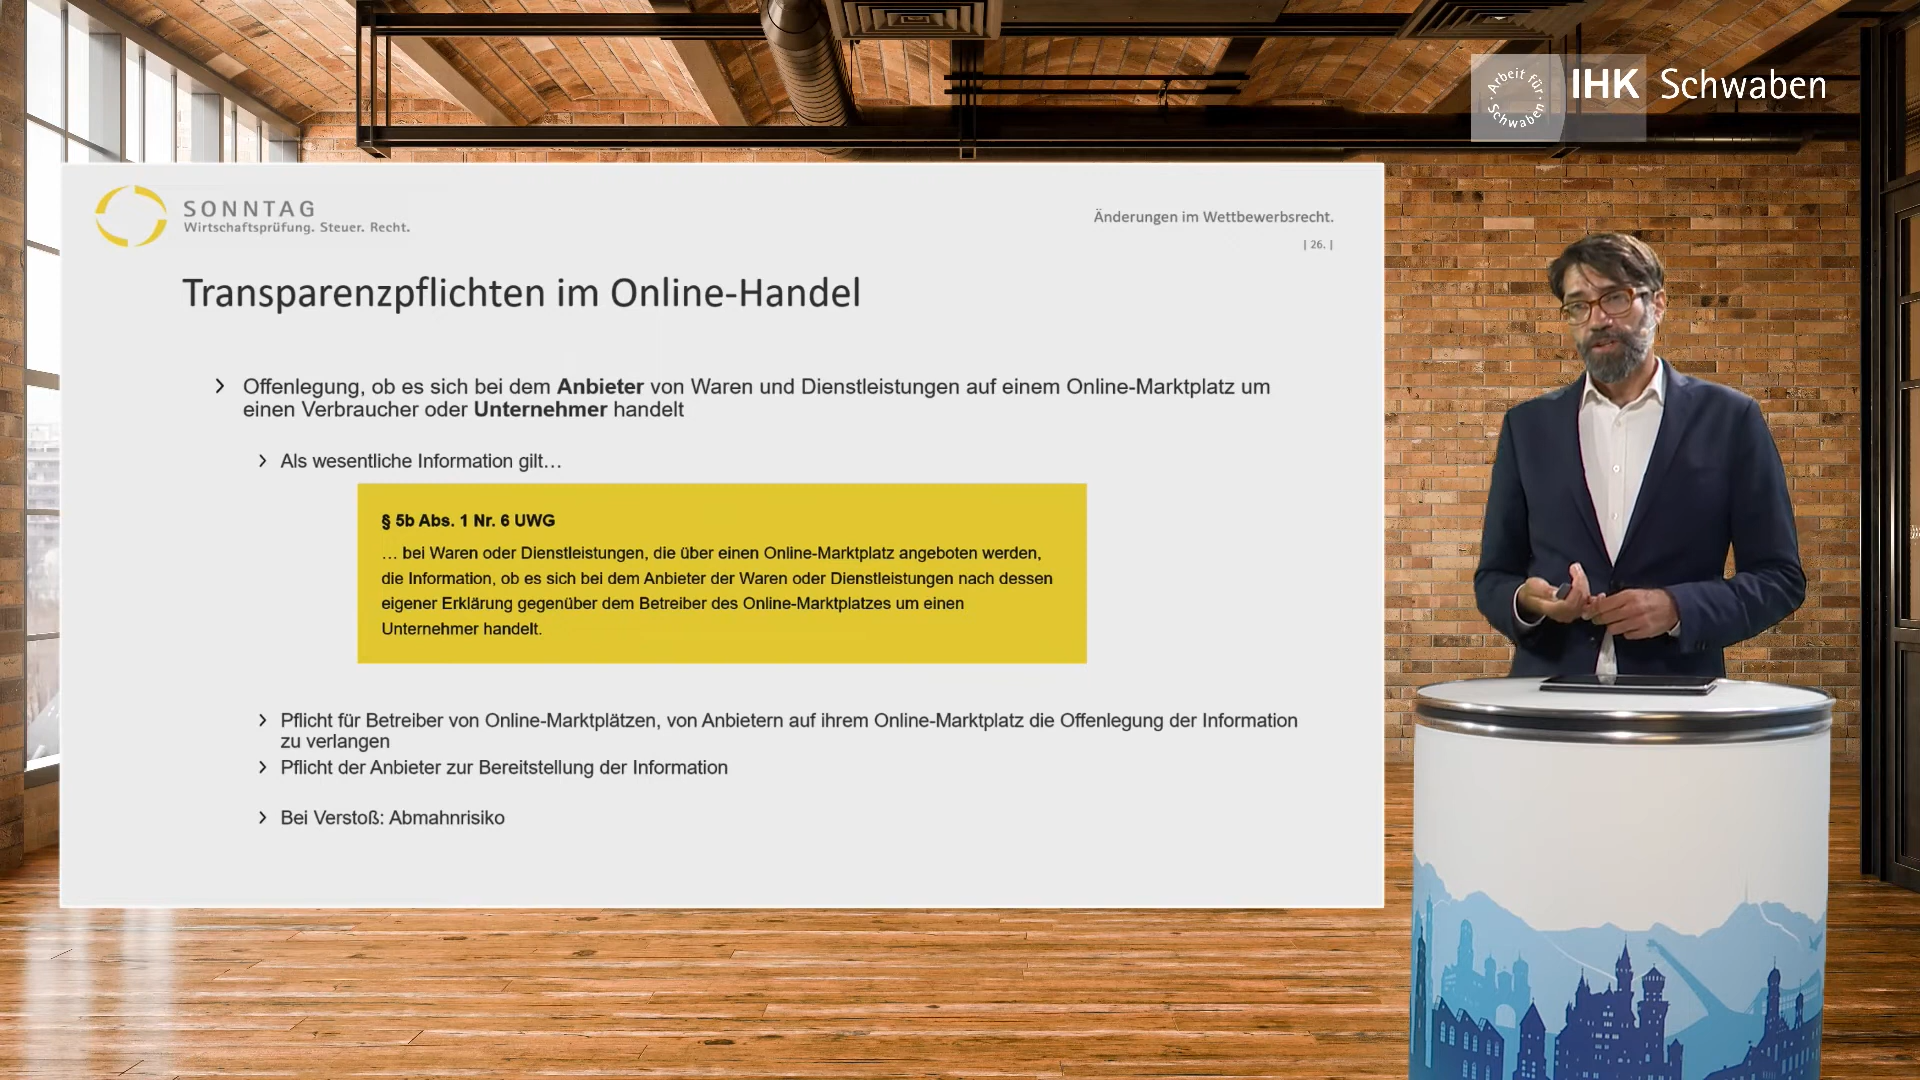 Arbeit für
Schwaben
IHK Schwaben
SONNTAG
Wirtschaftsprüfung. Steuer. Recht.
Änderungen im Wettbewerbsrecht.
| 26. |
Transparenzpflichten im Online-Handel
Offenlegung, ob es sich bei dem Anbieter von Waren und Dienstleistungen auf einem Online-Marktplatz um
einen Verbraucher oder Unternehmer handelt
Als wesentliche Information gilt…
§ 5b Abs. 1 Nr. 6 UWG
… bei Waren oder Dienstleistungen, die über einen Online-Marktplatz angeboten werden,
die Information, ob es sich bei dem Anbieter der Waren oder Dienstleistungen nach dessen
eigener Erklärung gegenüber dem Betreiber des Online-Marktplatzes um einen
Unternehmer handelt.
Pflicht für Betreiber von Online-Marktplätzen, von Anbietern auf ihrem Online-Marktplatz die Offenlegung der Information
zu verlangen
Pflicht der Anbieter zur Bereitstellung der Information
Bei Verstoß: Abmahnrisiko